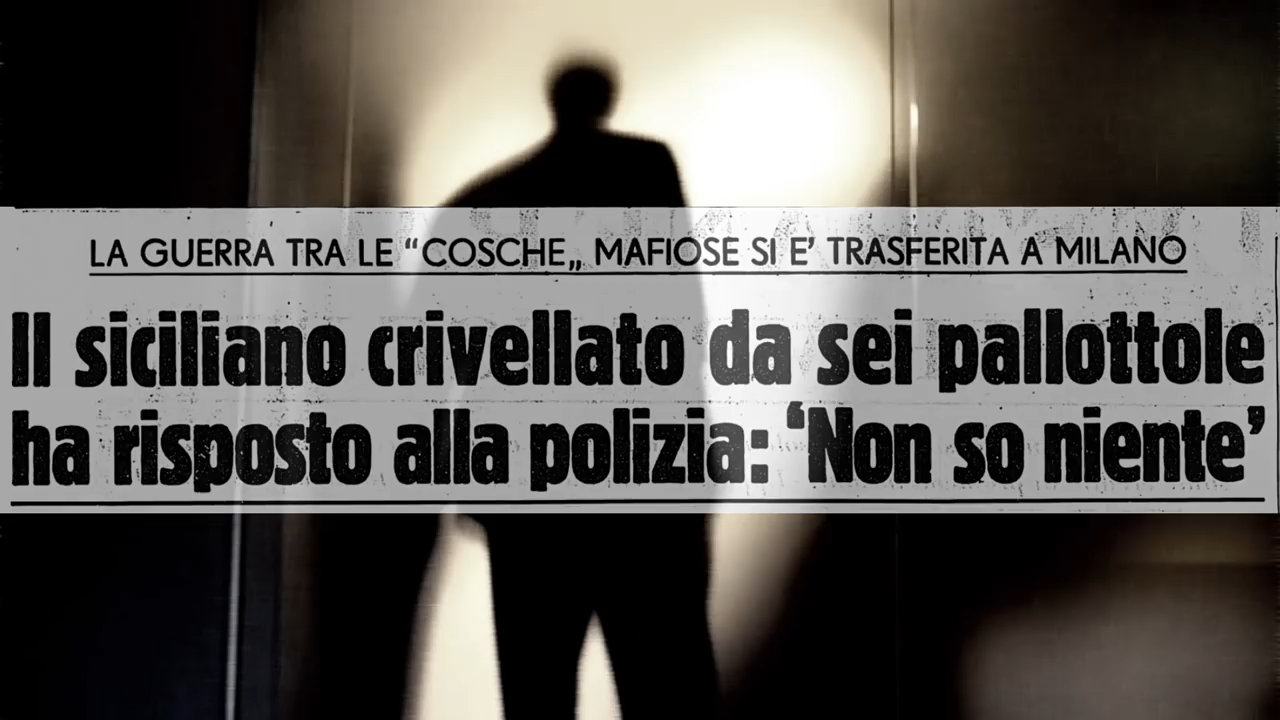 LA GUERRA TRA LE “COSCHE„ MAFIOSE SI E’ TRASFERITA A MILANO
Il siciliano crivellato da sei pallottole
ha risposto alla polizia: ‘Non so niente’